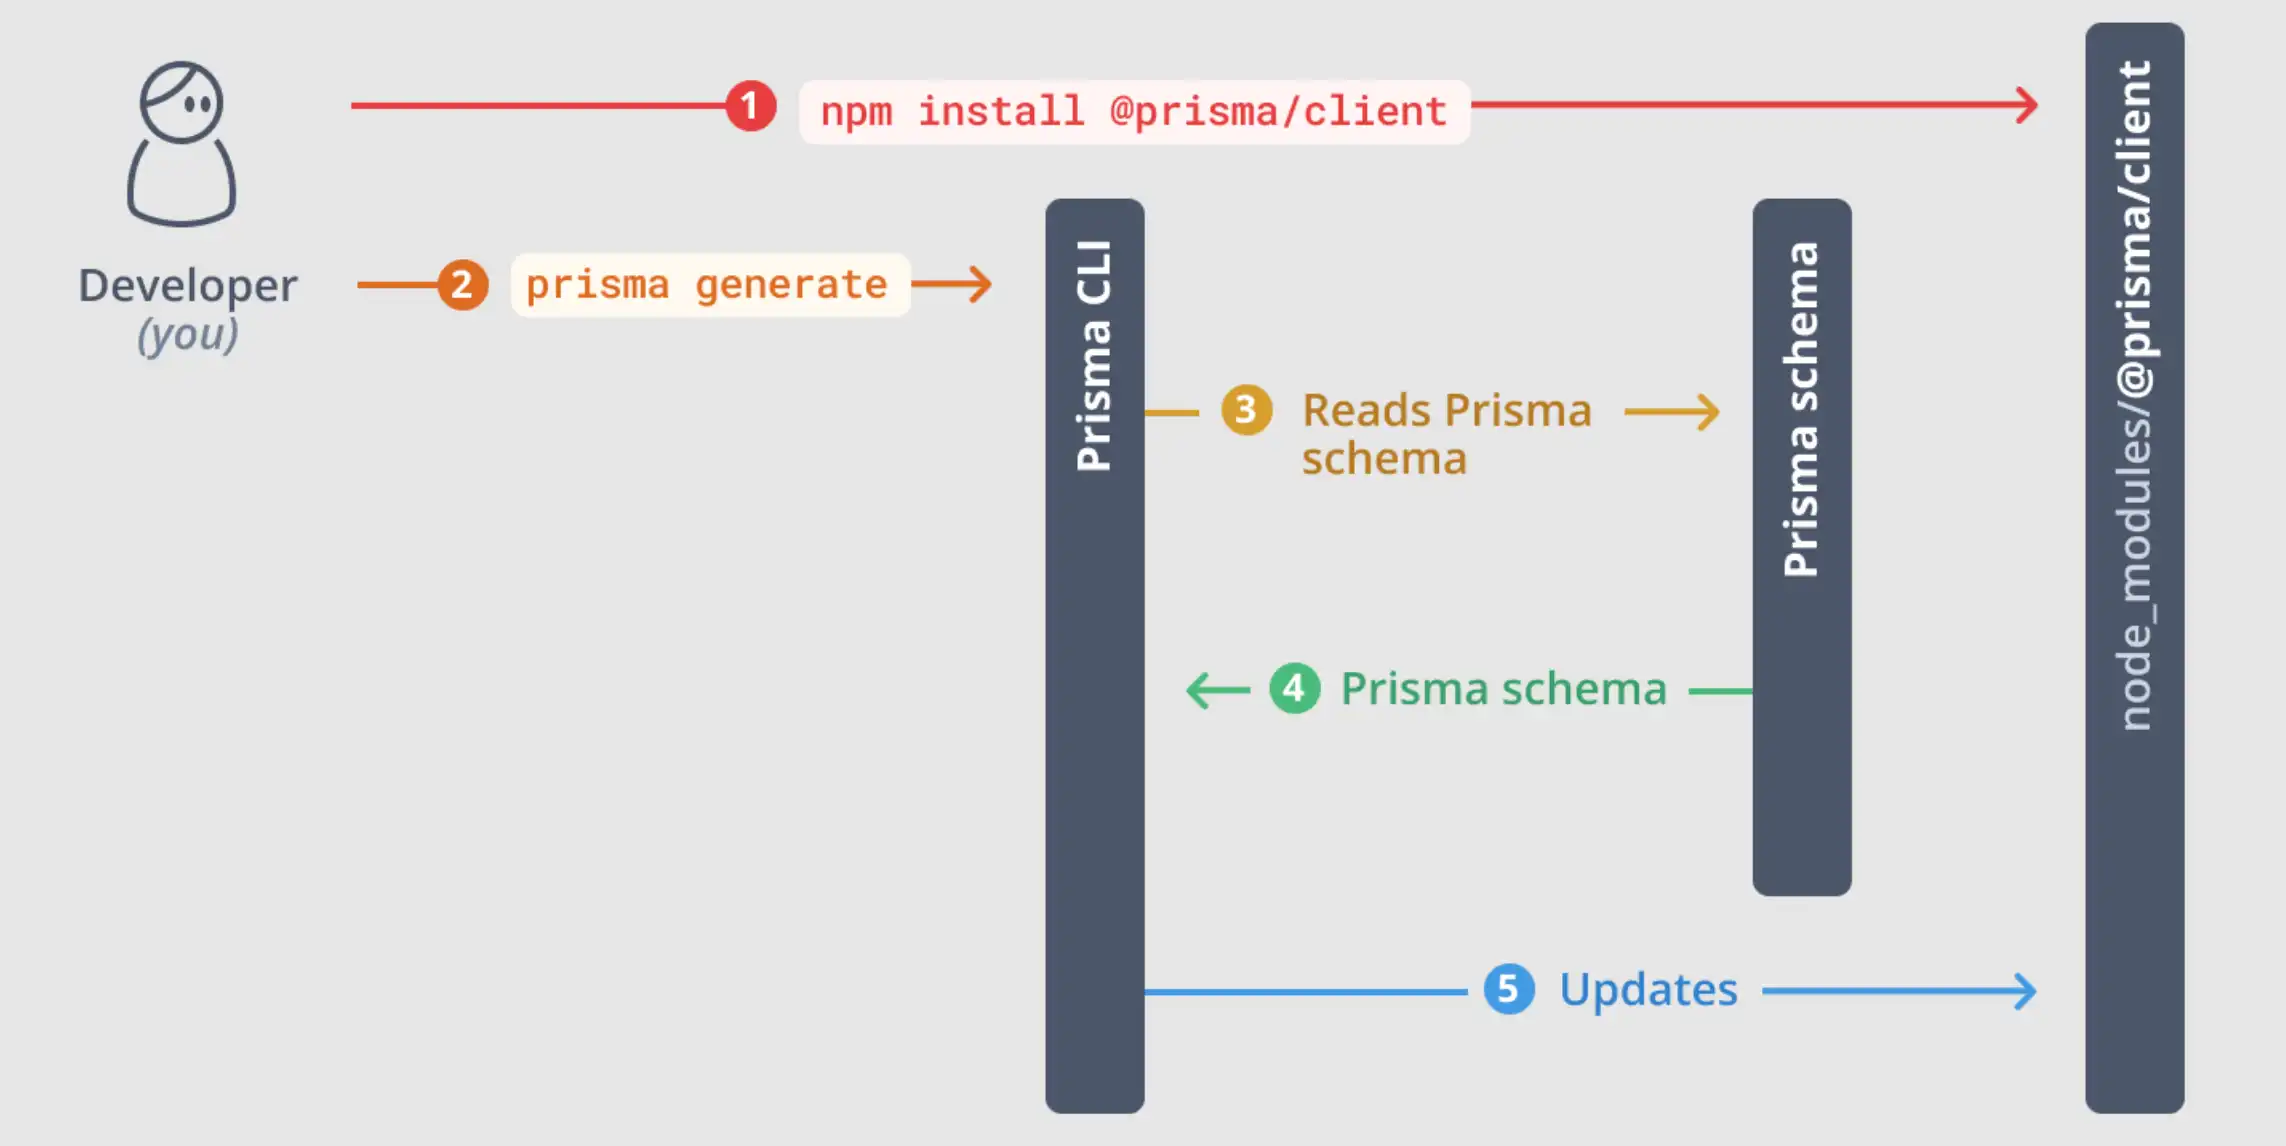 1 npm install @prisma/client
Developer
(you)
2 prisma generate
Prisma CLI
3 Reads Prisma
schema
Prisma schema
4 Prisma schema
5 Updates
node_modules/@prisma/client